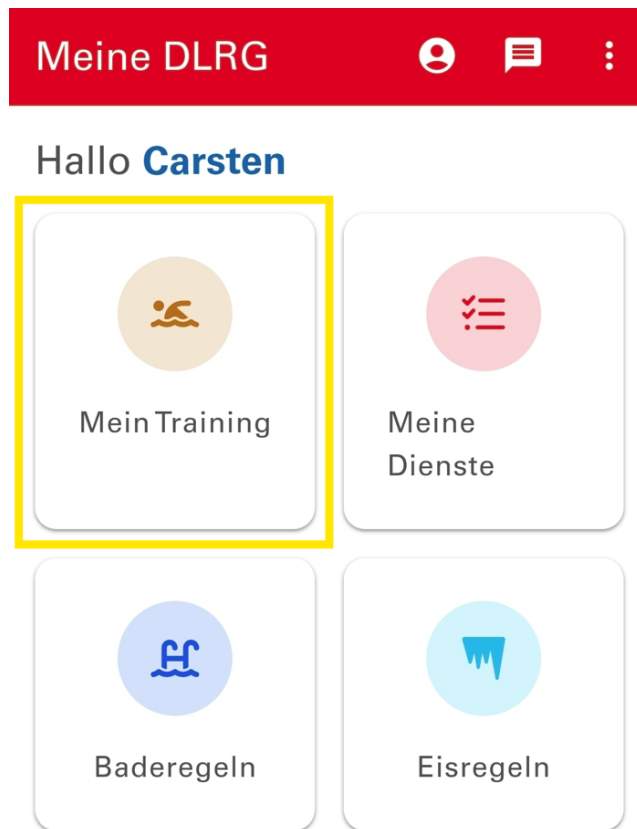 Meine DLRG
Hallo Carsten
Mein Training
Meine
Dienste
Baderegeln
Eisregeln